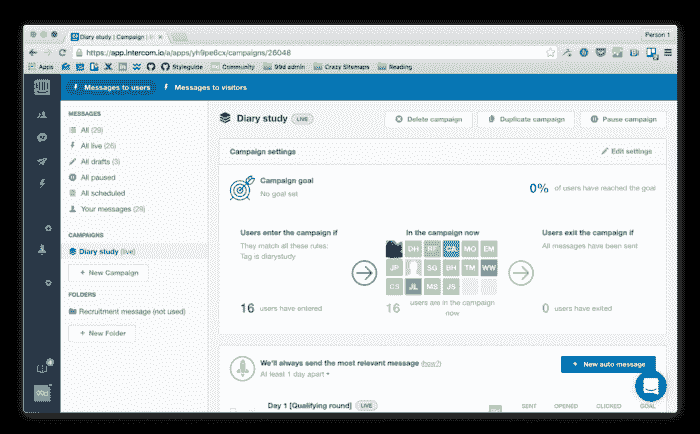 Diary study | Campaign |
Person 1
https://app.intercom.io/a/apps/yh9pe6cx/campaigns/26048
Apps
Styleguide
Community
99d admin
Crazy Sitemaps
Reading
Messages to users
Messages to visitors
MESSAGES
All (29)
All live (26)
All drafts (3)
All paused
All scheduled
Your messages (29)
CAMPAIGNS
Diary study (live)
+ New Campaign
FOLDERS
Recruitment message (not used)
+ New Folder
Diary study LIVE
Delete campaign
Duplicate campaign
Pause campaign
Campaign settings
Edit settings
Campaign goal
No goal set
0% of users have reached the goal
Users enter the campaign if
They match all these rules:
Tag is diarystudy
16 users have entered
In the campaign now
DH RF CA MO EM
JP SG BH TM WW
CS JL MS JS
16 users are in the campaign
now
Users exit the campaign if
All messages have been sent
0 users have exited
We'll always send the most relevant message (how?)
At least 1 day apart
+ New auto message
Day 1 [Qualifying round] LIVE
SENT OPENED CLICKED GOAL